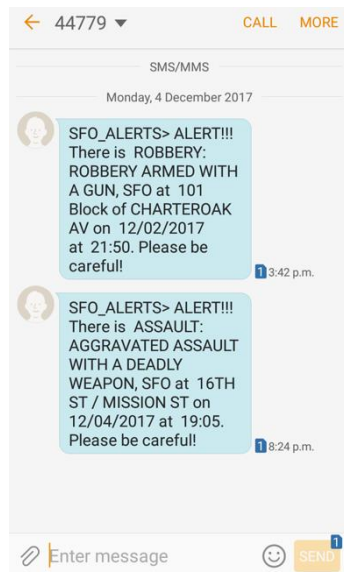 44779
CALL MORE
SMS/MMS
Monday, 4 December 2017
SFO_ALERTS> ALERT!!!
There is ROBBERY:
ROBBERY ARMED WITH
A GUN, SFO at 101
Block of CHARTEROAK
AV on 12/02/2017
at 21:50. Please be
careful!
1 3:42 p.m.
SFO_ALERTS> ALERT!!!
There is ASSAULT:
AGGRAVATED ASSAULT
WITH A DEADLY
WEAPON, SFO at 16TH
ST / MISSION ST on
12/04/2017 at 19:05.
Please be careful!
1 8:24 p.m.
1
Enter message
SEND